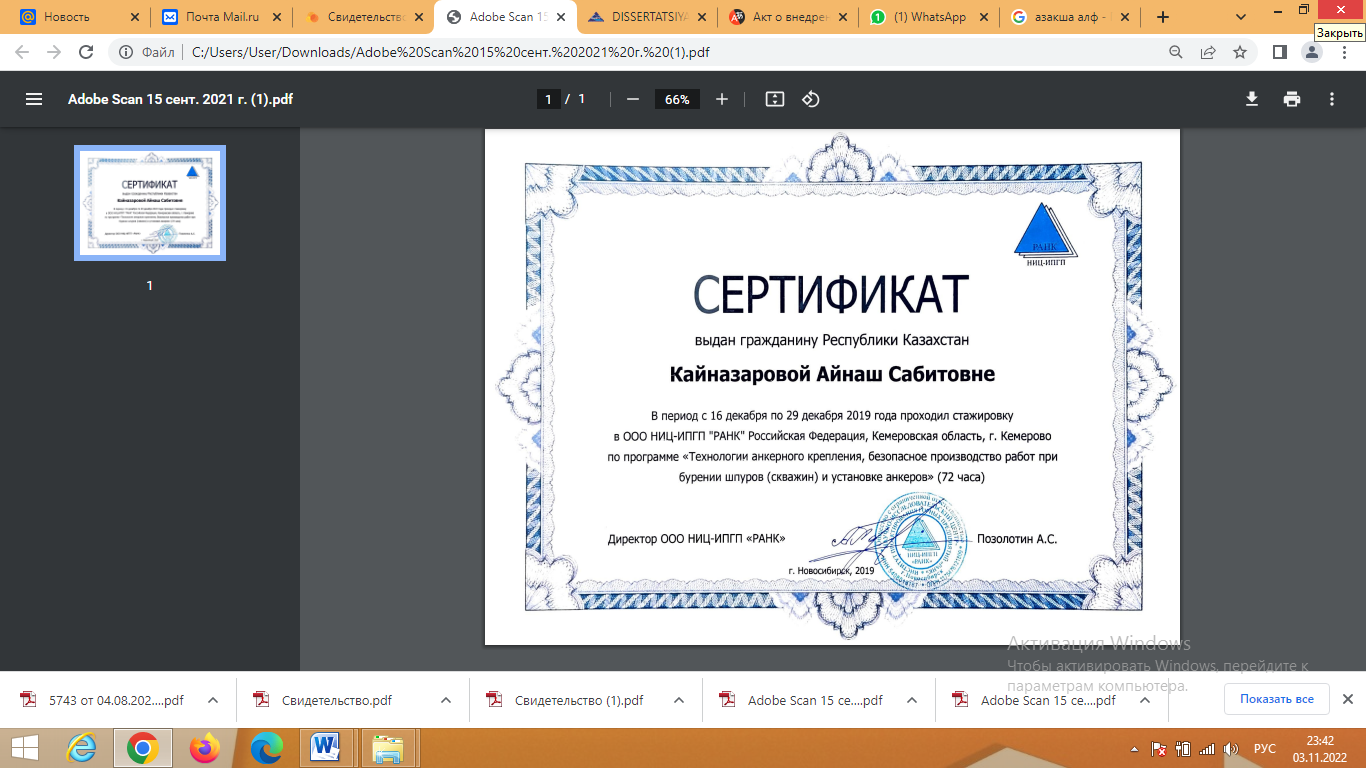 Новость
Почта Mail.ru
Свидетельство
Adobe Scan 15
DISSERTATSIYA
Акт о внедрен
(1) WhatsApp
азакша алф -
Закрыть
Файл
C:/Users/User/Downloads/Adobe%20Scan%2015%20сент.%202021%20г.%20(1).pdf
Adobe Scan 15 сент. 2021 г. (1).pdf
1 / 1
66%
1
РАНК
НИЦ-ИПГП
СЕРТИФИКАТ
выдан гражданину Республики Казахстан
Кайназаровой Айнаш Сабитовне
В период с 16 декабря по 29 декабря 2019 года проходил стажировку
в ООО НИЦ-ИПГП "РАНК" Российская Федерация, Кемеровская область, г. Кемерово
по программе «Технологии анкерного крепления, безопасное производство работ при
бурении шпуров (скважин) и установке анкеров» (72 часа)
Директор ООО НИЦ-ИПГП «РАНК»
Позолотин А.С.
НИЦ-ИПГП
«РАНК»
г. Новосибирск, 2019
Активация Windows
Чтобы активировать Windows, перейдите к
параметрам компьютера.
5743 от 04.08.202....pdf
Свидетельство.pdf
Свидетельство (1).pdf
Adobe Scan 15 се....pdf
Adobe Scan 15 се....pdf
Показать все
РУС
23:42
03.11.2022